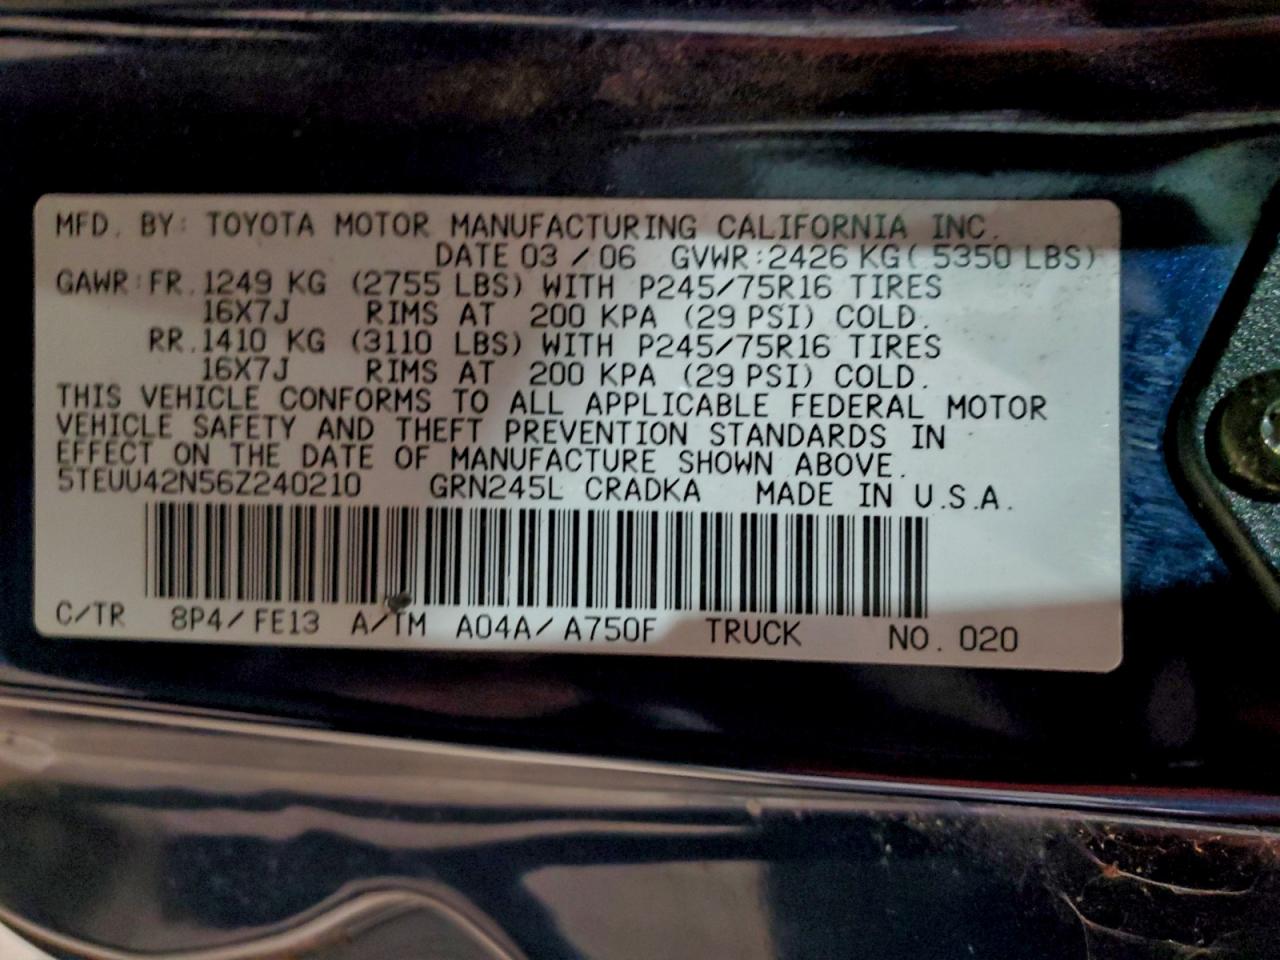 MFD. BY: TOYOTA MOTOR MANUFACTURING CALIFORNIA INC.
DATE 03 / 06 GVWR:2426 KG( 5350 LBS)
GAWR:FR.1249 KG (2755 LBS) WITH P245/75R16 TIRES
16X7J RIMS AT 200 KPA (29 PSI) COLD.
RR.1410 KG (3110 LBS) WITH P245/75R16 TIRES
16X7J RIMS AT 200 KPA (29 PSI) COLD.
THIS VEHICLE CONFORMS TO ALL APPLICABLE FEDERAL MOTOR
VEHICLE SAFETY AND THEFT PREVENTION STANDARDS IN
EFFECT ON THE DATE OF MANUFACTURE SHOWN ABOVE.
5TEUU42N56Z240210 GRN245L CRADKA MADE IN U.S.A.
C/TR 8P4/FE13 A/TM A04A/A750F TRUCK NO. 020